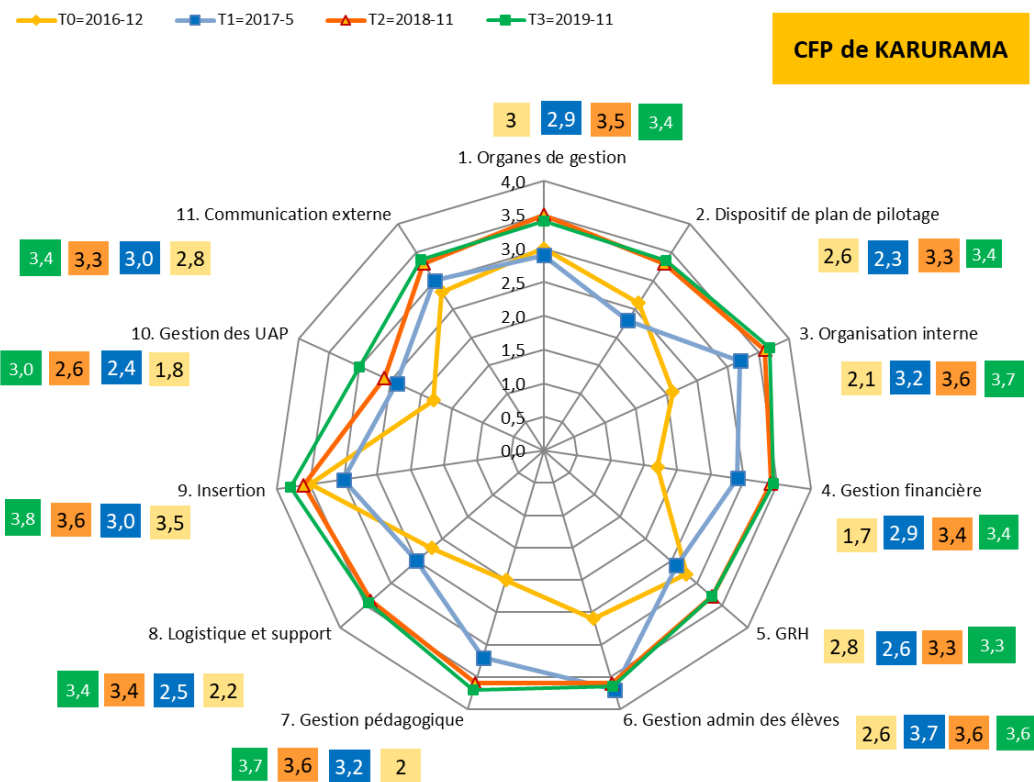 T0=2016-12 T1=2017-5 T2=2018-11 T3=2019-11
CFP de KARURAMA
3 2,9 3,5 3,4
1. Organes de gestion
4,0
3,5
3,0
2,5
2,0
1,5
1,0
0,5
0,0
2. Dispositif de plan de pilotage
2,6 2,3 3,3 3,4
3. Organisation interne
2,1 3,2 3,6 3,7
4. Gestion financière
1,7 2,9 3,4 3,4
5. GRH
2,8 2,6 3,3 3,3
6. Gestion admin des élèves
2,6 3,7 3,6 3,6
7. Gestion pédagogique
3,7 3,6 3,2 2
8. Logistique et support
3,4 3,4 2,5 2,2
9. Insertion
3,8 3,6 3,0 3,5
10. Gestion des UAP
3,0 2,6 2,4 1,8
11. Communication externe
3,4 3,3 3,0 2,8